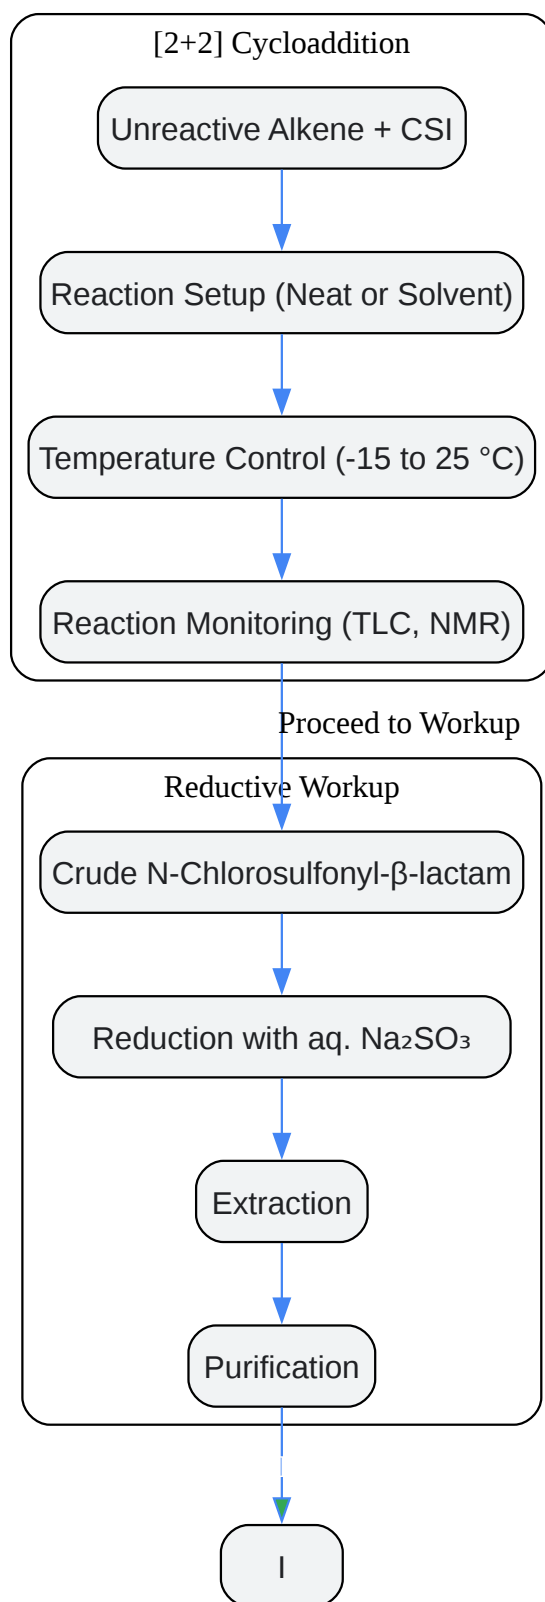 [2+2] Cycloaddition
Unreactive Alkene + CSI
Reaction Setup (Neat or Solvent)
Temperature Control (-15 to 25 °C)
Reaction Monitoring (TLC, NMR)
Proceed to Workup
Reductive Workup
Crude N-Chlorosulfonyl-β-lactam
Reduction with aq. Na₂SO₃
Extraction
Purification
I